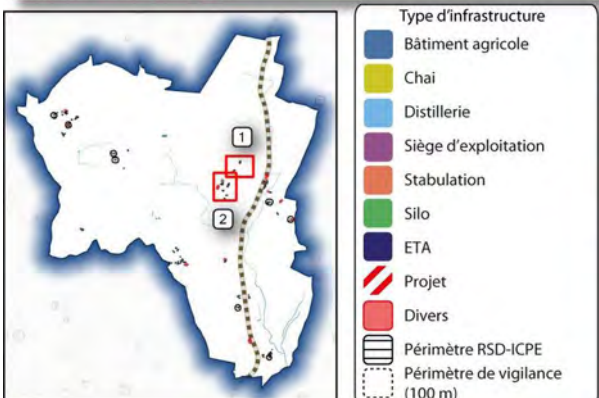 1
2
Type d'infrastructure
Bâtiment agricole
Chai
Distillerie
Siège d'exploitation
Stabulation
Silo
ETA
Projet
Divers
Périmètre RSD-ICPE
Périmètre de vigilance
(100 m)